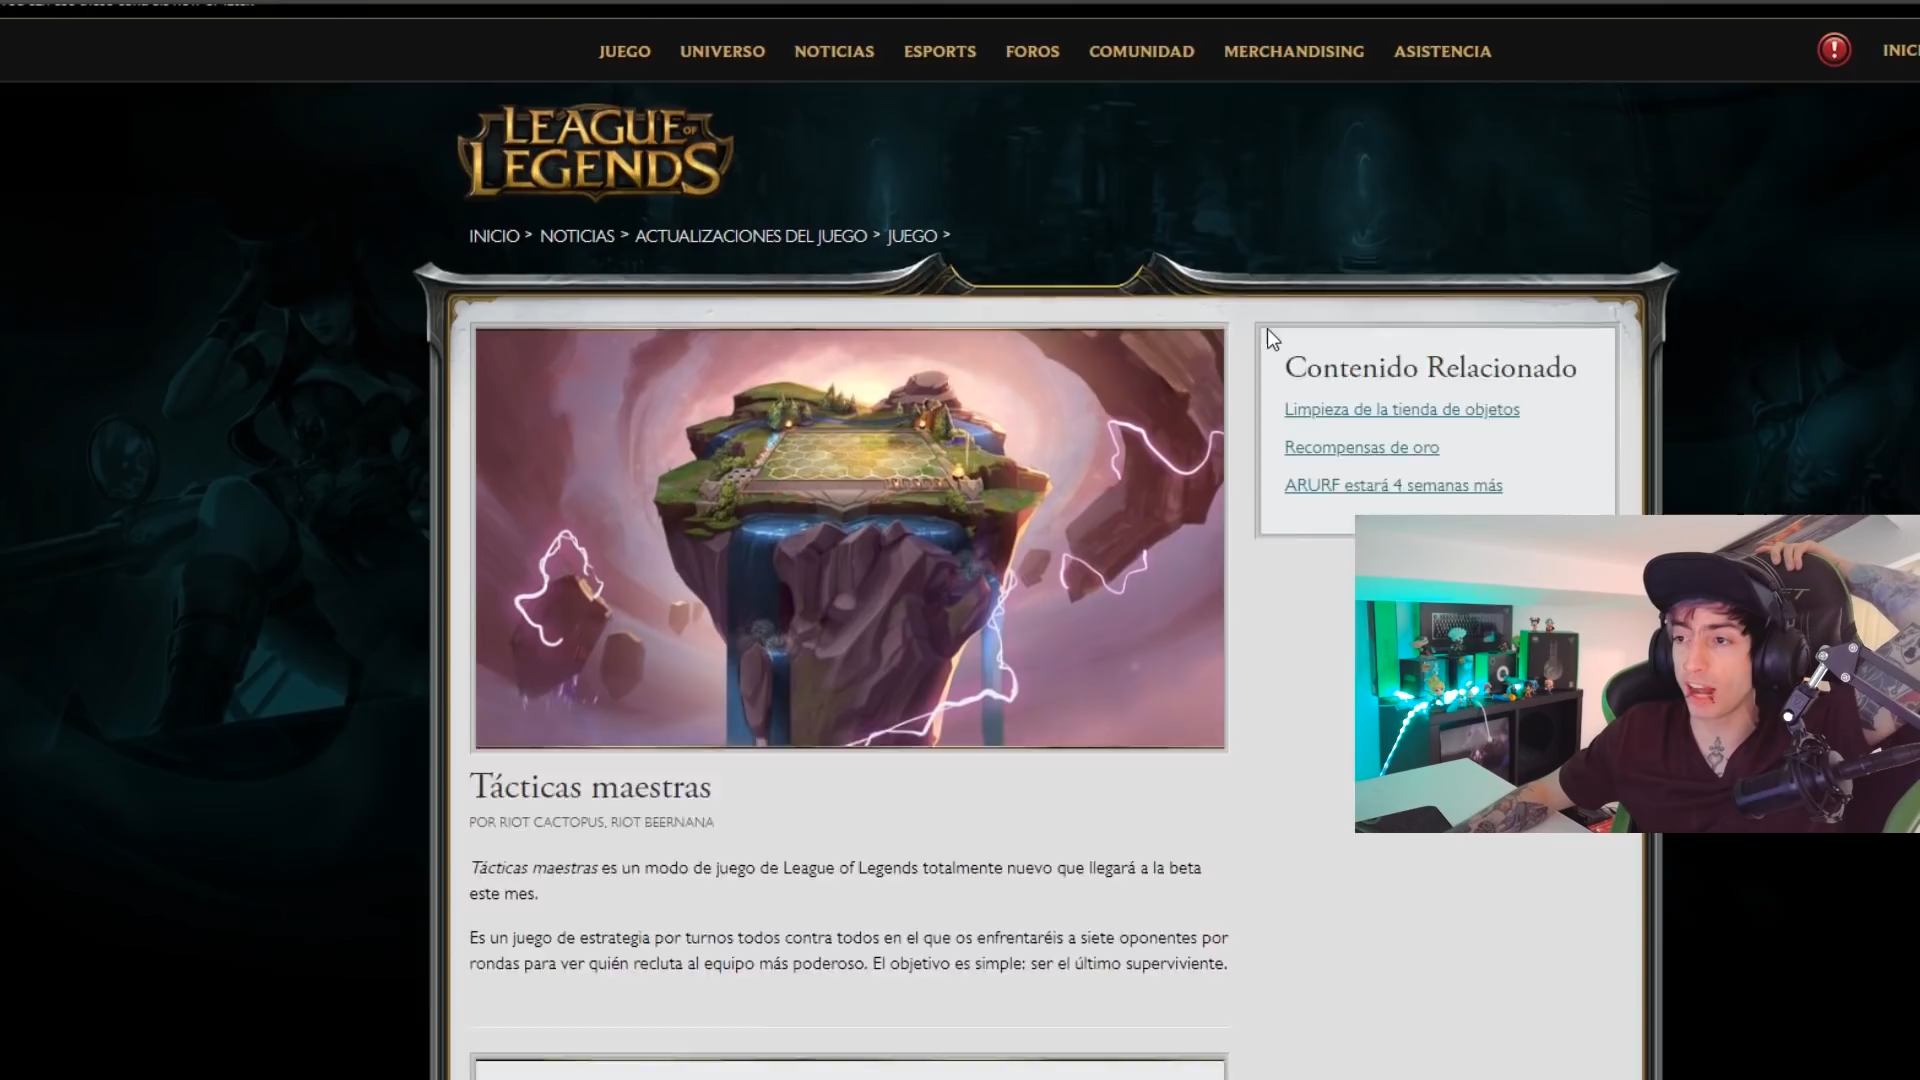 JUEGO UNIVERSO NOTICIAS ESPORTS FOROS COMUNIDAD MERCHANDISING ASISTENCIA
LEAGUE OF
LEGENDS
INICIO > NOTICIAS > ACTUALIZACIONES DEL JUEGO > JUEGO >
Contenido Relacionado
Limpieza de la tienda de objetos
Recompensas de oro
ARURF estará 4 semanas más
Tácticas maestras
POR RIOT CACTOPUS, RIOT BEERNANA
Tácticas maestras es un modo de juego de League of Legends totalmente nuevo que llegará a la beta
este mes.
Es un juego de estrategia por turnos todos contra todos en el que os enfrentaréis a siete oponentes por
rondas para ver quién recluta al equipo más poderoso. El objetivo es simple: ser el último superviviente.